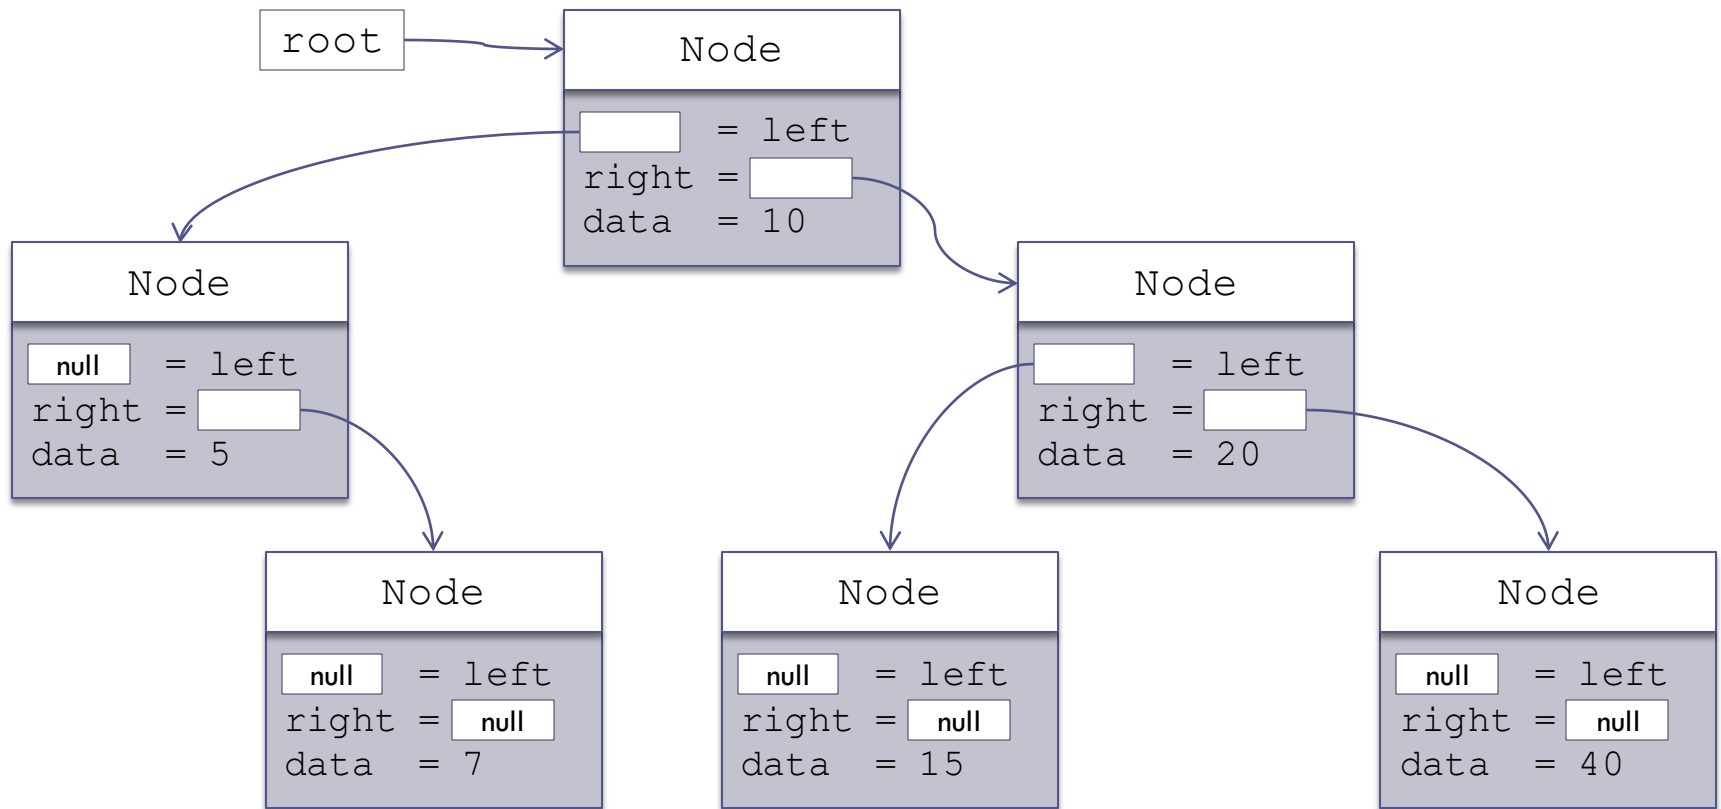 root
Node
= left
right =
data = 10
Node
null = left
right =
data = 5
Node
= left
right =
data = 20
Node
null = left
right = null
data = 7
Node
null = left
right = null
data = 15
Node
null = left
right = null
data = 40